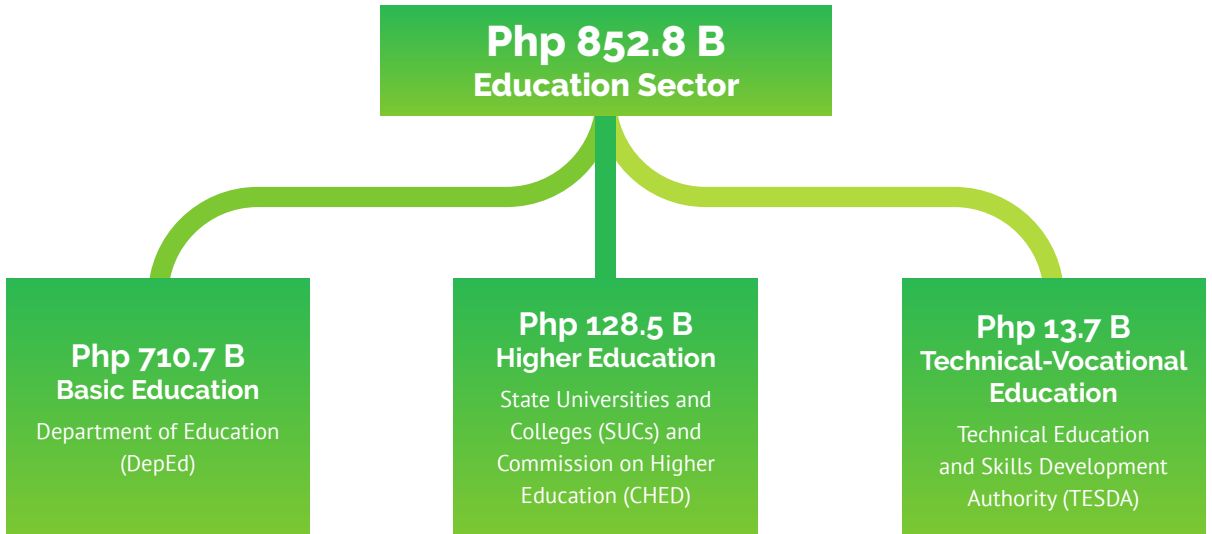 Php 852.8 B
Education Sector
Php 710.7 B
Basic Education
Department of Education
(DepEd)
Php 128.5 B
Higher Education
State Universities and
Colleges (SUCs) and
Commission on Higher
Education (CHED)
Php 13.7 B
Technical-Vocational
Education
Technical Education
and Skills Development
Authority (TESDA)